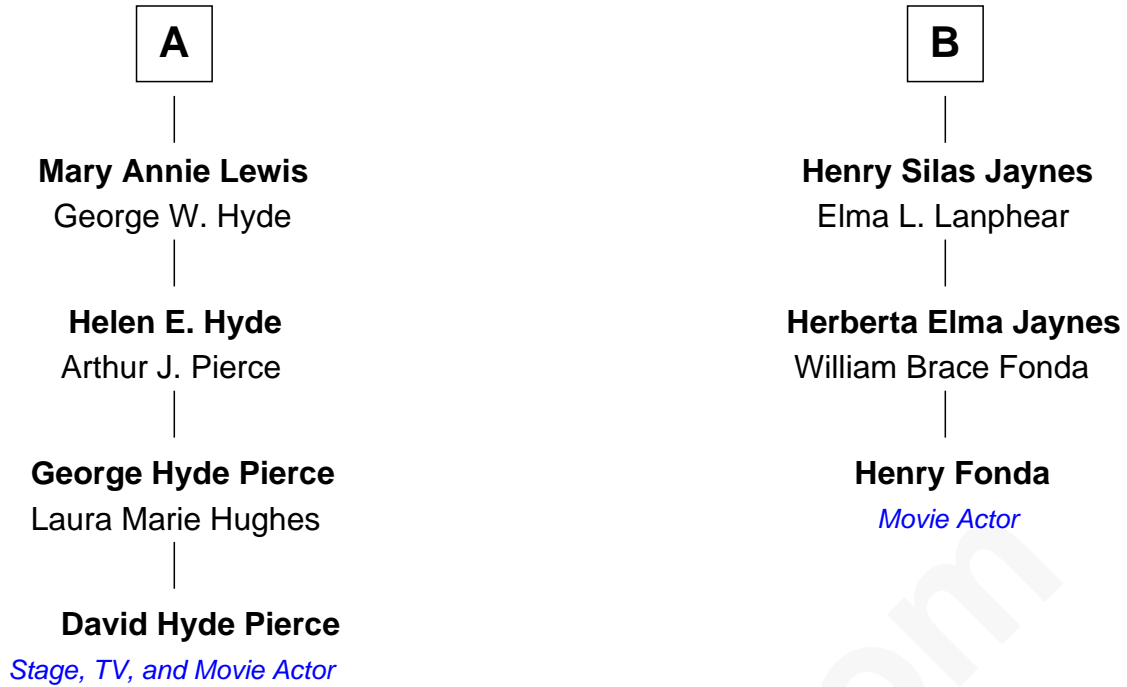 A
Mary Annie Lewis
George W. Hyde
Helen E. Hyde
Arthur J. Pierce
George Hyde Pierce
Laura Marie Hughes
David Hyde Pierce
Stage, TV, and Movie Actor
B
Henry Silas Jaynes
Elma L. Lanphear
Herberta Elma Jaynes
William Brace Fonda
Henry Fonda
Movie Actor
om